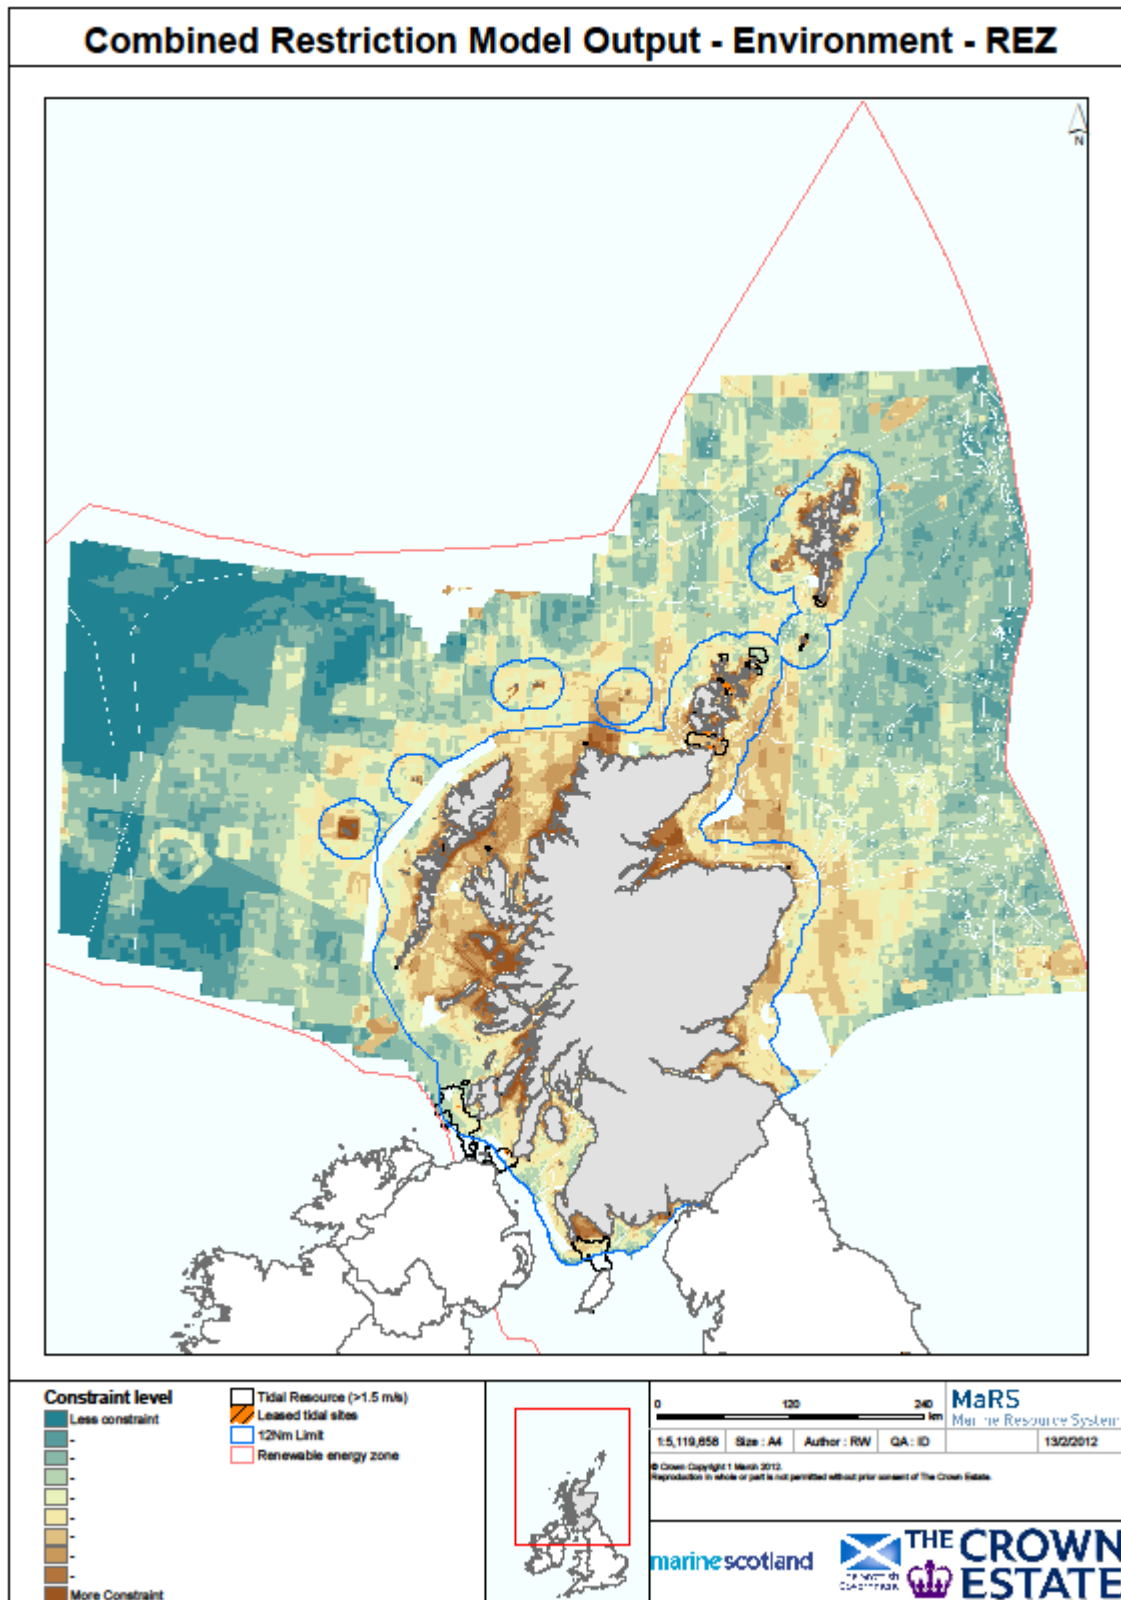 Combined Restriction Model Output - Environment - REZ
N
Constraint level
Less constraint
-
-
-
-
-
-
-
-
More Constraint
Tidal Resource (>1.5 m/s)
Leased tidal sites
12Nm Limit
Renewable energy zone
0 120 240
km
1:5,119,658 Size : A4 Author : RW QA : ID
© Crown Copyright 1 March 2012.
Reproduction in whole or part is not permitted without prior consent of The Crown Estate.
MaRS
Marine Resource System
13/2/2012
marinescotland
THE CROWN
ESTATE